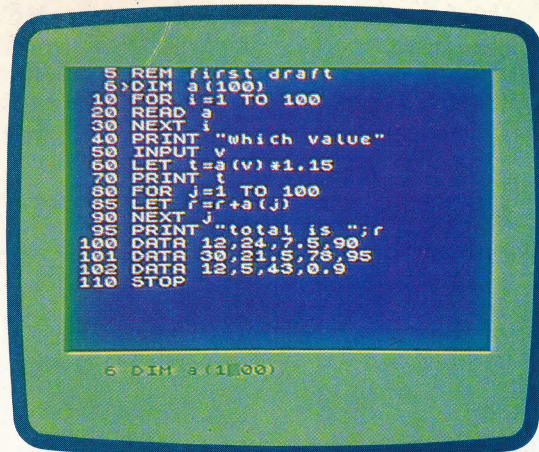 5 REM first draft
6>DIM a(100)
10 FOR i=1 TO 100
20 READ a
30 NEXT i
40 PRINT "Which value"
50 INPUT v
60 LET t=a(v)*1.15
70 PRINT t
80 FOR j=1 TO 100
85 LET r=r+a(j)
90 NEXT j
95 PRINT "total is ";r
100 DATA 12,24,7.5,90
101 DATA 30,21.5,78,95
102 DATA 12,5,43,0.9
110 STOP
6 DIM a(100)